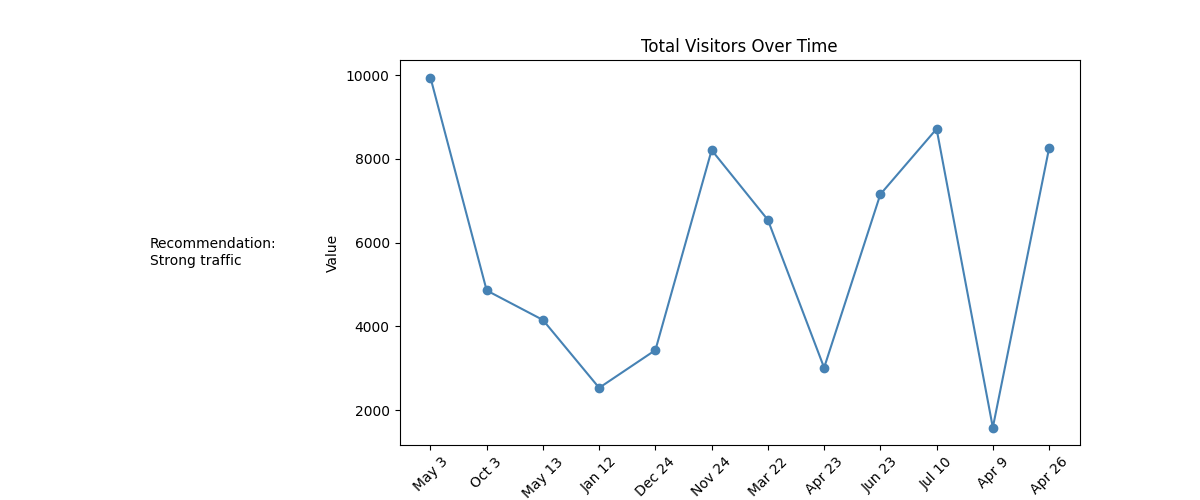 Total Visitors Over Time
Recommendation:
Strong traffic
Value
10000
8000
6000
4000
2000
May 3
Oct 3
May 13
Jan 12
Dec 24
Nov 24
Mar 22
Apr 23
Jun 23
Jul 10
Apr 9
Apr 26